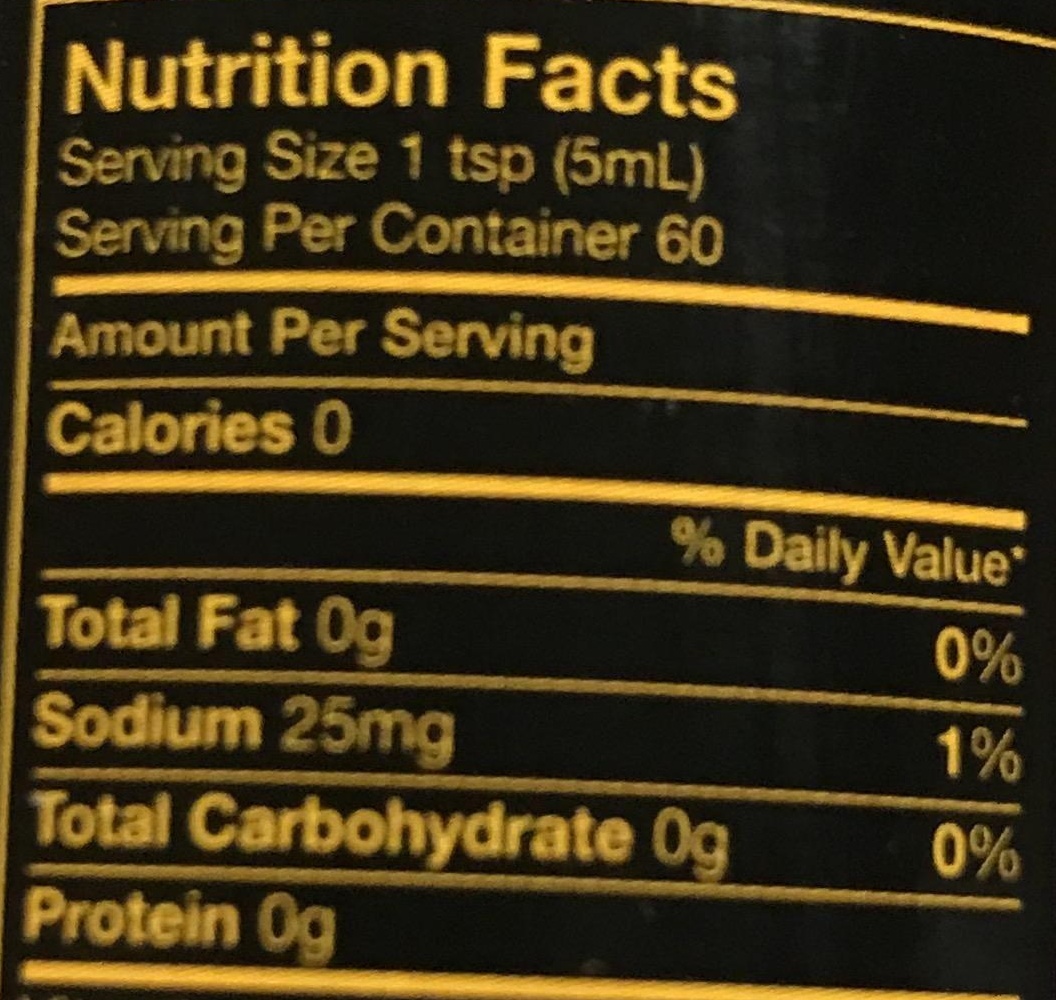 Nutrition Facts
Serving Size 1 tsp (5mL)
Serving Per Container 60
Amount Per Serving
Calories 0
% Daily Value*
Total Fat 0g 0%
Sodium 25mg 1%
Total Carbohydrate 0g 0%
Protein 0g